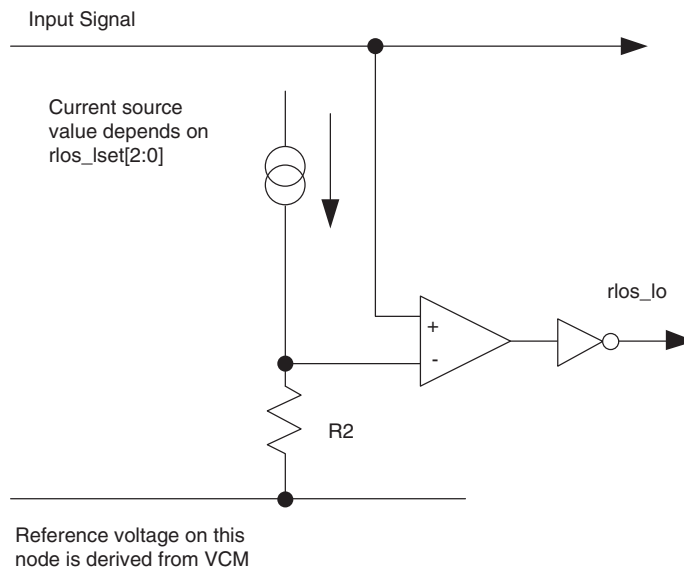 Input Signal
Current source
value depends on
rlos_lset[2:0]
rlos_lo
+
-
R2
Reference voltage on this
node is derived from VCM